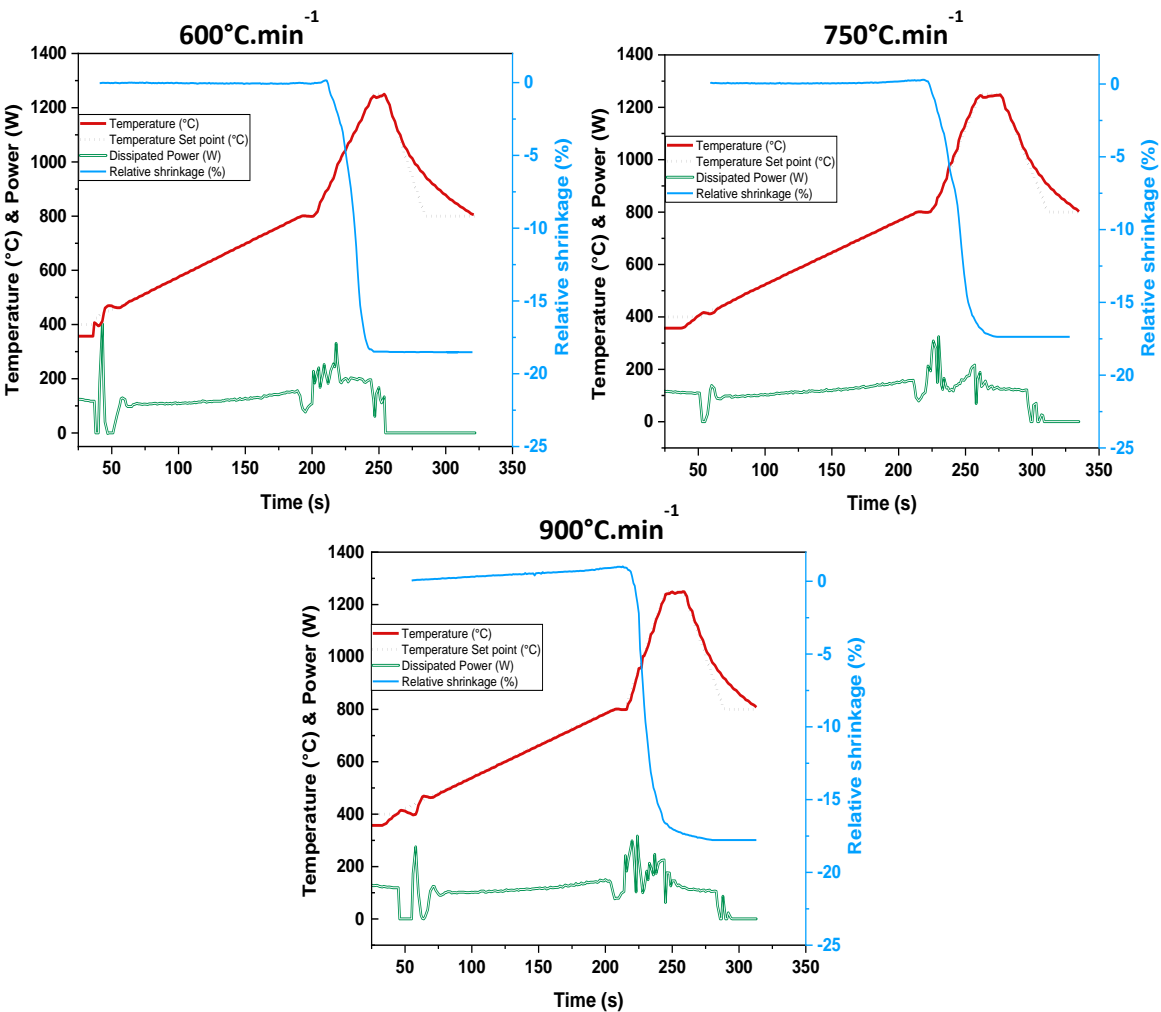 600°C.min-1
1400
1200
1000
800
600
400
200
0
Temperature (°C) & Power (W)
Temperature (°C)
Temperature Set point (°C)
Dissipated Power (W)
Relative shrinkage (%)
0
-5
-10
-15
-20
-25
Relative shrinkage (%)
50 100 150 200 250 300 350
Time (s)
750°C.min-1
1400
1200
1000
800
600
400
200
0
Temperature (°C) & Power (W)
Temperature (°C)
Temperature Set point (°C)
Dissipated Power (W)
Relative shrinkage (%)
0
-5
-10
-15
-20
-25
Relative shrinkage (%)
50 100 150 200 250 300 350
Time (s)
900°C.min-1
1400
1200
1000
800
600
400
200
0
Temperature (°C) & Power (W)
Temperature (°C)
Temperature Set point (°C)
Dissipated Power (W)
Relative shrinkage (%)
0
-5
-10
-15
-20
-25
Relative shrinkage (%)
50 100 150 200 250 300 350
Time (s)